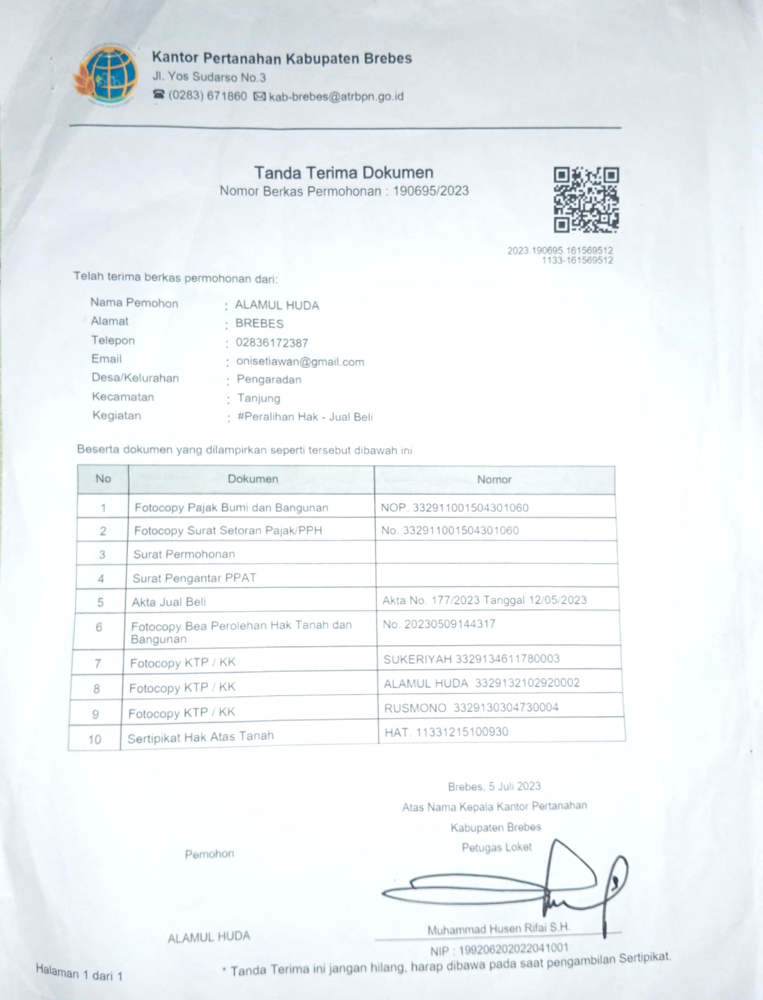 Kantor Pertanahan Kabupaten Brebes
Jl. Yos Sudarso No.3
(0283) 671860 kab-brebes@atrbpn.go.id
Tanda Terima Dokumen
Nomor Berkas Permohonan : 190695/2023
2023.190695.161569512
1133-161569512
Telah terima berkas permohonan dari:
Nama Pemohon : ALAMUL HUDA
Alamat : BREBES
Telepon : 02836172387
Email : onisetiawan@gmail.com
Desa/Kelurahan : Pengaradan
Kecamatan : Tanjung
Kegiatan : #Peralihan Hak - Jual Beli
Beserta dokumen yang dilampirkan seperti tersebut dibawah ini
No Dokumen Nomor
1 Fotocopy Pajak Bumi dan Bangunan NOP. 332911001504301060
2 Fotocopy Surat Setoran Pajak/PPH No. 332911001504301060
3 Surat Permohonan
4 Surat Pengantar PPAT
5 Akta Jual Beli Akta No. 177/2023 Tanggal 12/05/2023
6 Fotocopy Bea Perolehan Hak Tanah dan No. 20230509144317
Bangunan
7 Fotocopy KTP / KK SUKERIYAH 3329134611780003
8 Fotocopy KTP / KK ALAMUL HUDA 3329132102920002
9 Fotocopy KTP / KK RUSMONO 3329130304730004
10 Sertipikat Hak Atas Tanah HAT. 11331215100930
Brebes, 5 Juli 2023
Atas Nama Kepala Kantor Pertanahan
Kabupaten Brebes
Petugas Loket
Pemohon
Muhammad Husen Rifai S.H.
ALAMUL HUDA
NIP : 199206202022041001
* Tanda Terima ini jangan hilang, harap dibawa pada saat pengambilan Sertipikat.
Halaman 1 dari 1